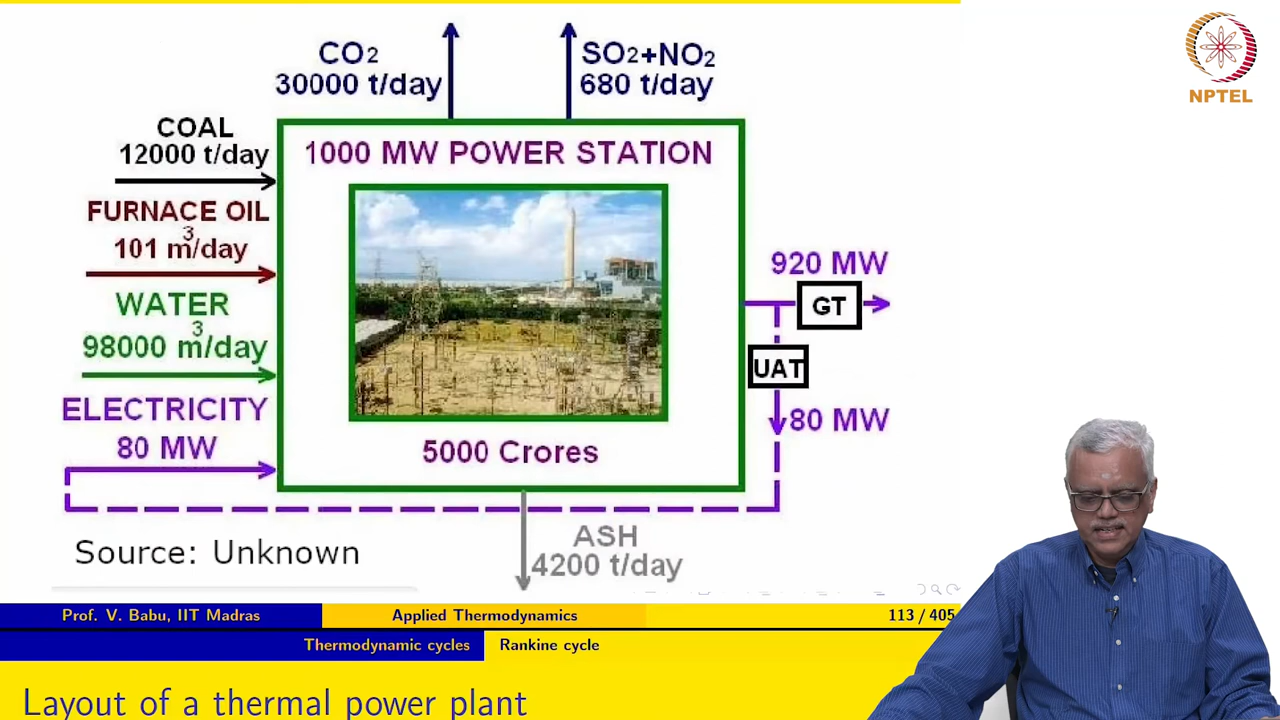 CO2
30000 t/day
SO2+NO2
680 t/day
NPTEL
COAL
12000 t/day
1000 MW POWER STATION
FURNACE OIL
101 m3/day
920 MW
GT
WATER
98000 m3/day
UAT
ELECTRICITY
80 MW
80 MW
5000 Crores
ASH
4200 t/day
Source: Unknown
Prof. V. Babu, IIT Madras
Applied Thermodynamics
113 / 405
Thermodynamic cycles
Rankine cycle
Layout of a thermal power plant